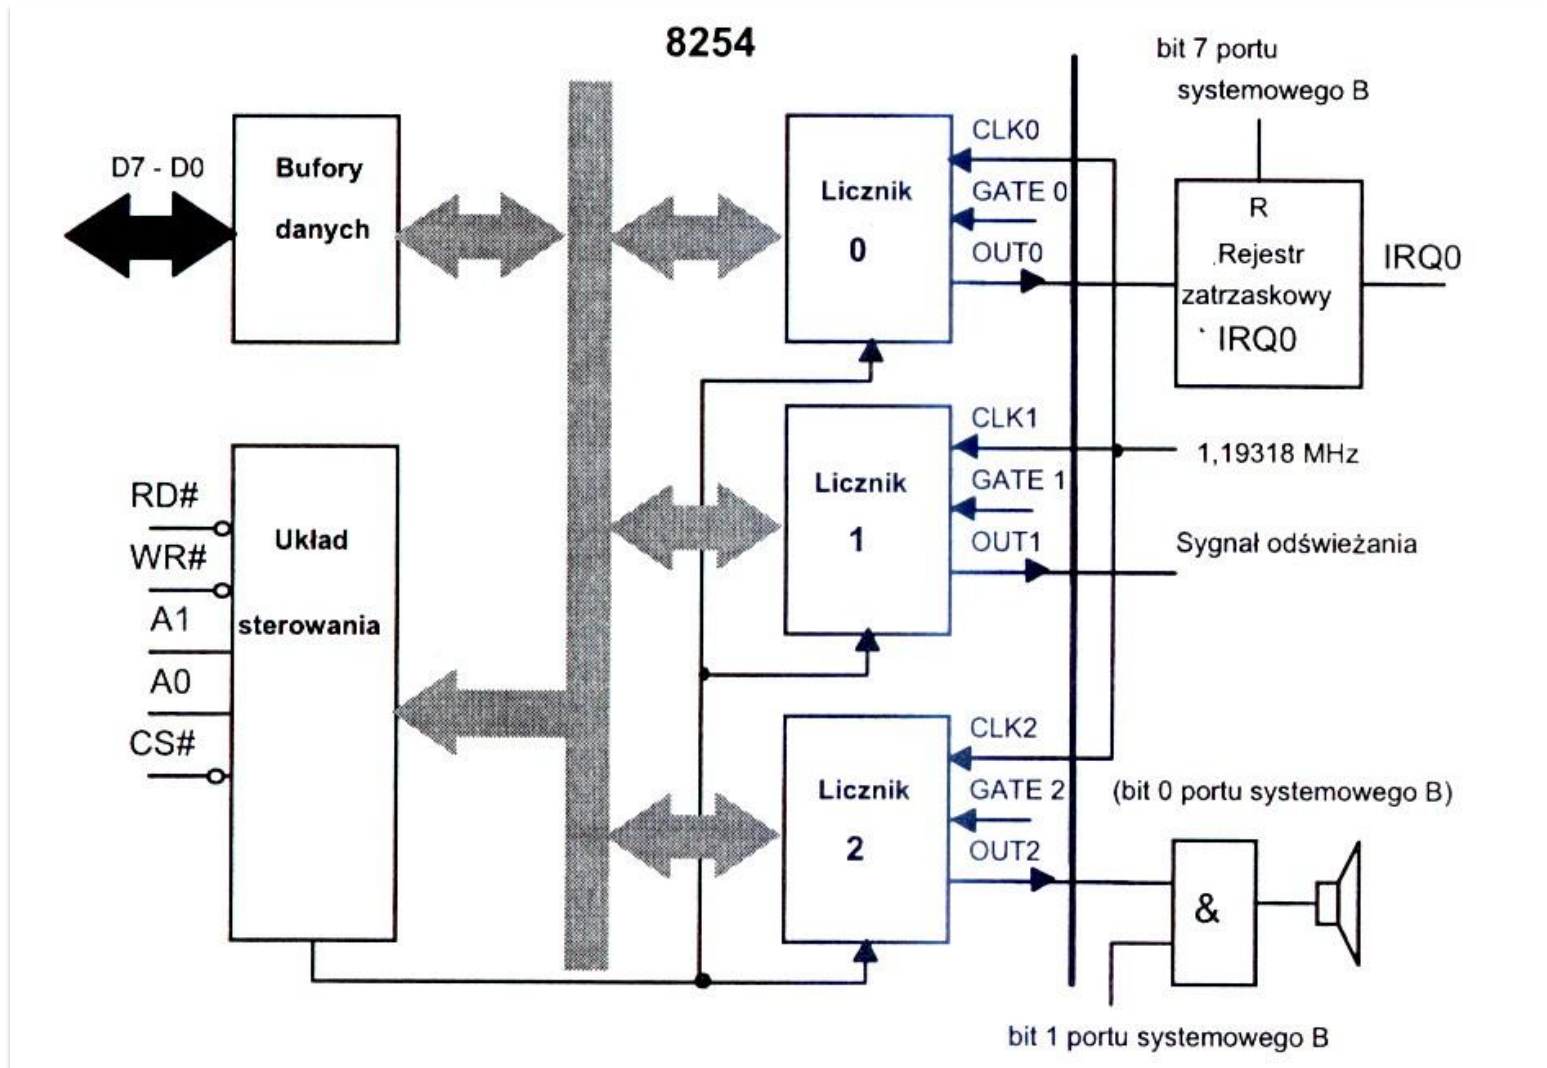 8254
bit 7 portu
systemowego B
D7 - D0
Bufory
danych
Licznik
0
CLK0
GATE 0
OUT0
R
Rejestr
zatrzaskowy
IRQ0
IRQ0
RD#
WR#
A1
A0
CS#
Układ
sterowania
Licznik
1
CLK1
GATE 1
OUT1
1,19318 MHz
Sygnał odświeżania
Licznik
2
CLK2
GATE 2
OUT2
(bit 0 portu systemowego B)
&
bit 1 portu systemowego B